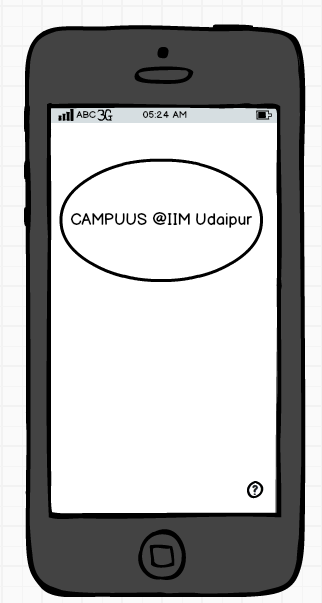 ABC 3G 05:24 AM
CAMPUUS @IIM Udaipur
?